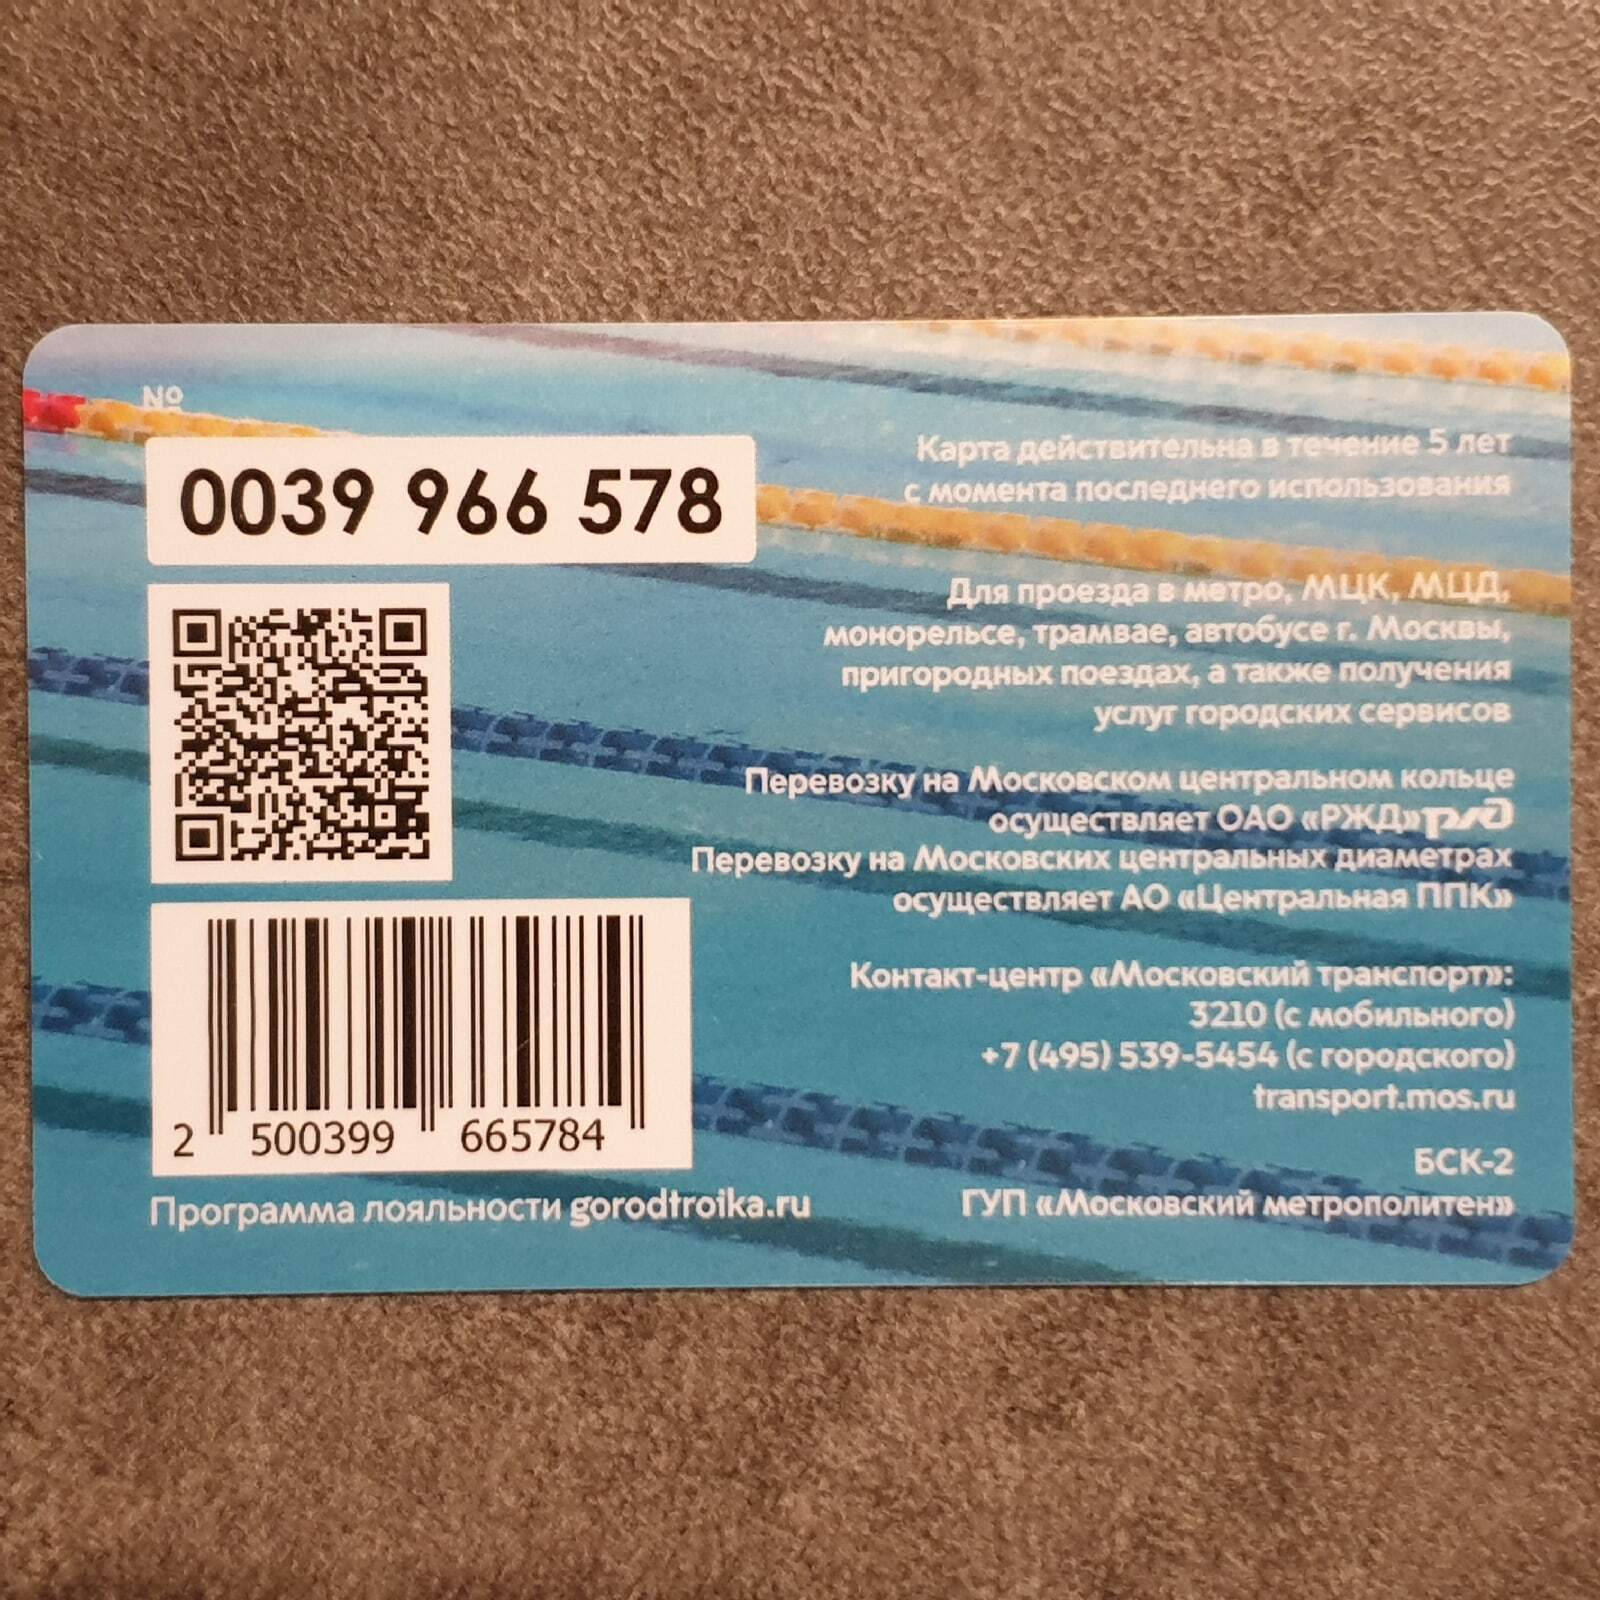 №
0039 966 578
Карта действительна в течение 5 лет
с момента последнего использования
Для проезда в метро, МЦК, МЦД,
монорельсе, трамвае, автобусе г. Москвы,
пригородных поездах, а также получения
услуг городских сервисов
Перевозку на Московском центральном кольце
осуществляет ОАО «РЖД» РЖД
Перевозку на Московских центральных диаметрах
осуществляет АО «Центральная ППК»
Контакт-центр «Московский транспорт»:
3210 (с мобильного)
+7 (495) 539-5454 (с городского)
transport.mos.ru
БСК-2
ГУП «Московский метрополитен»
2 500399 665784
Программа лояльности gorodtroika.ru